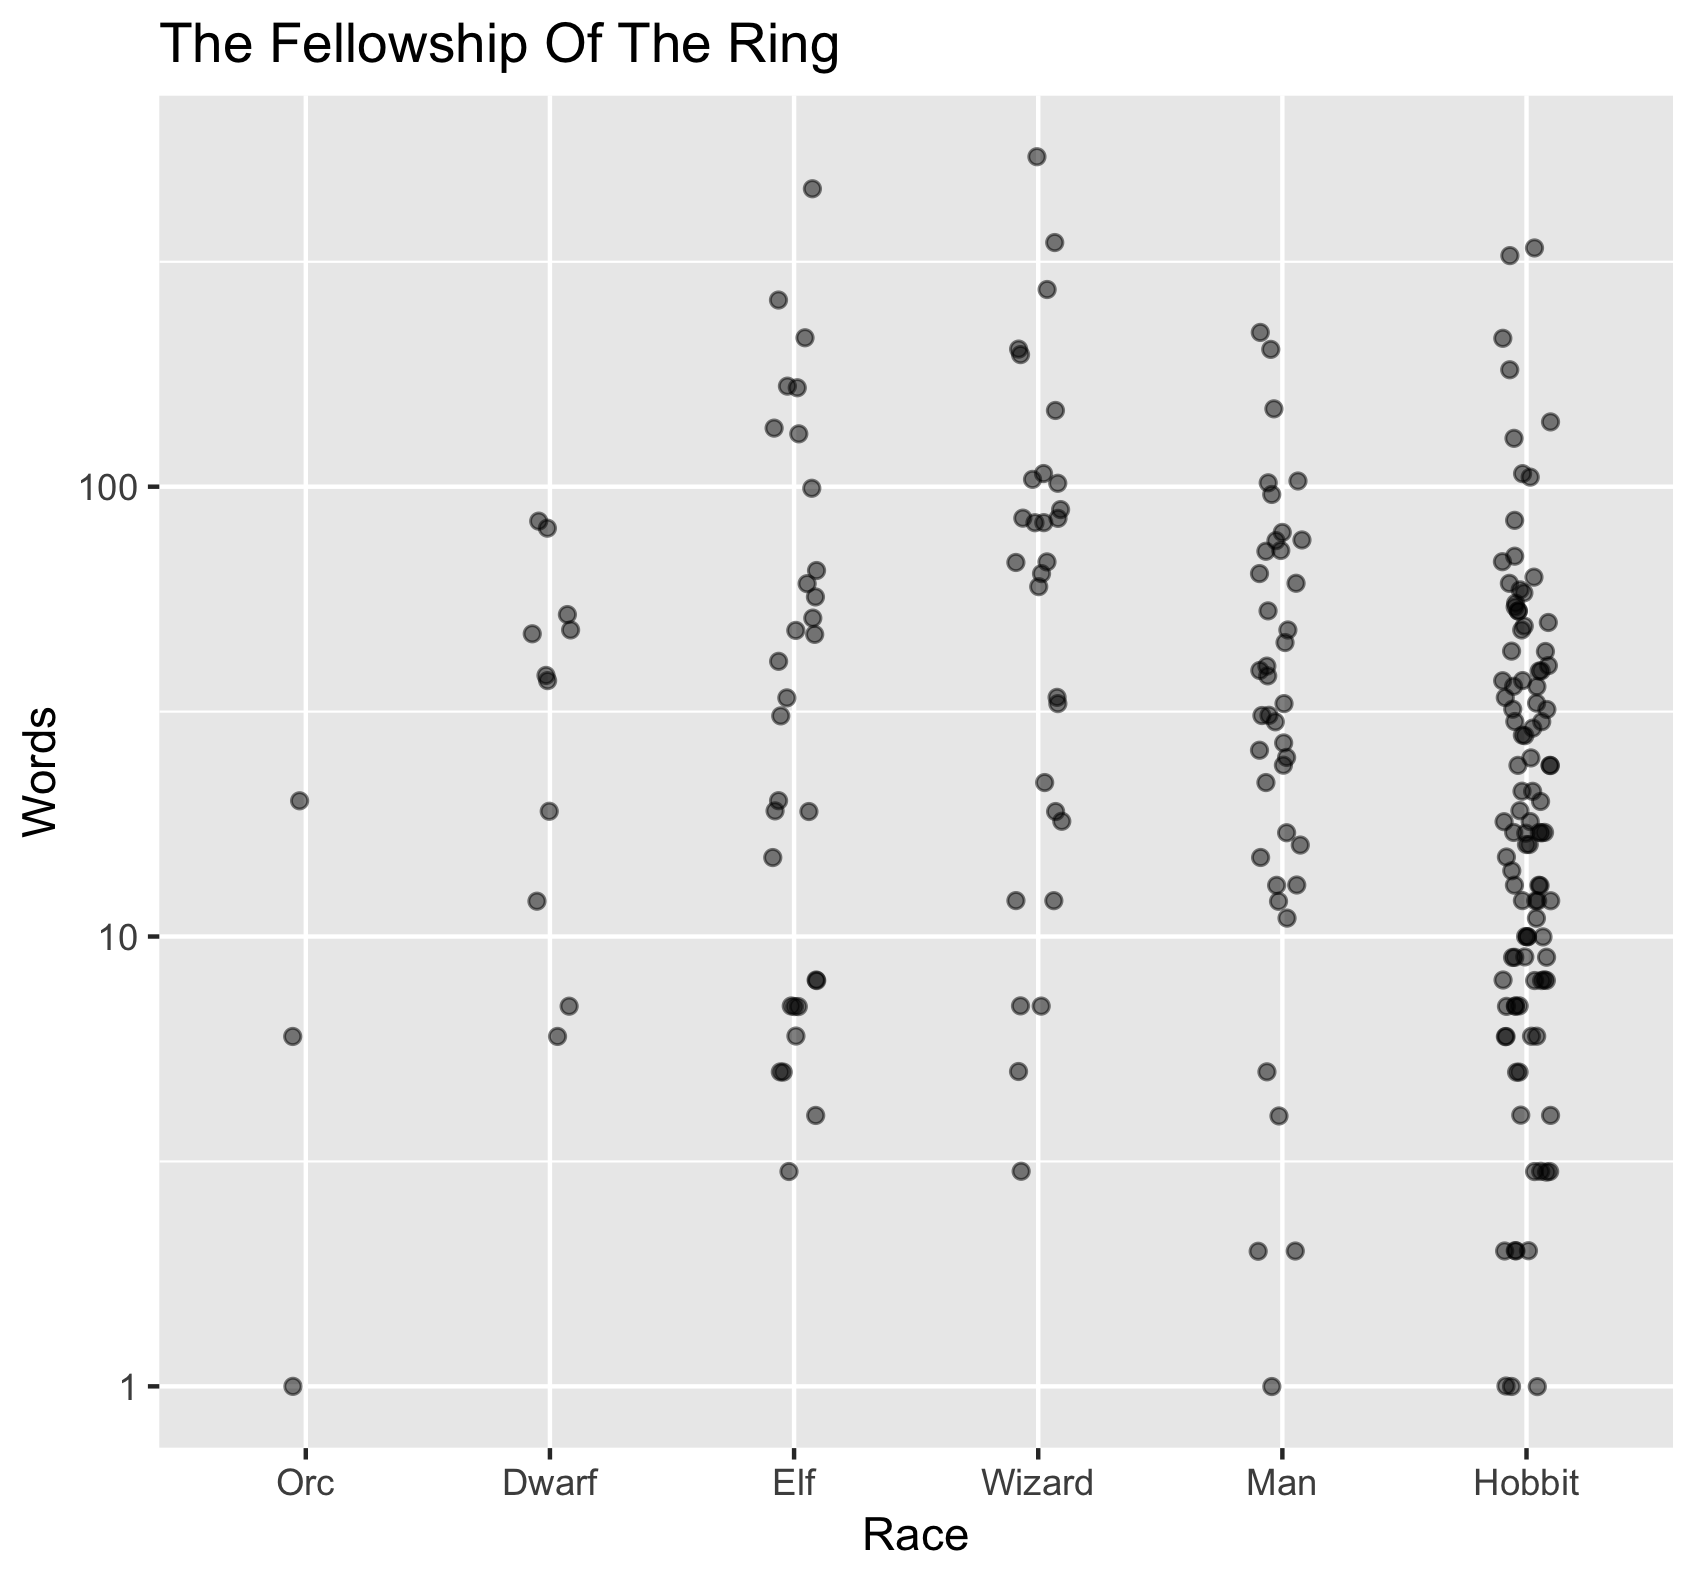 The Fellowship Of The Ring
Words
100
10
1
Orc Dwarf Elf Wizard Man Hobbit
Race